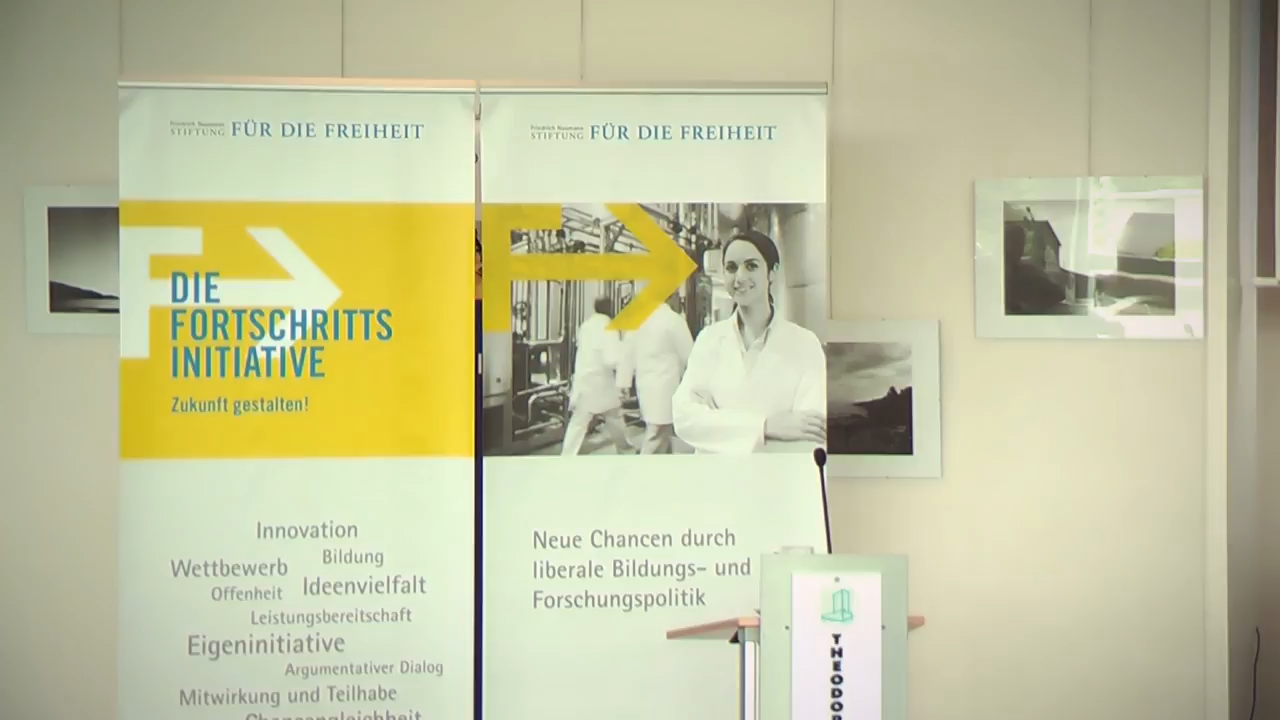 Friedrich Naumann
STIFTUNG FÜR DIE FREIHEIT
DIE
FORTSCHRITTS
INITIATIVE
Zukunft gestalten!
Innovation
Bildung
Wettbewerb
Ideenvielfalt
Offenheit
Leistungsbereitschaft
Eigeninitiative
Argumentativer Dialog
Mitwirkung und Teilhabe
Chancengleichheit
Friedrich Naumann
STIFTUNG FÜR DIE FREIHEIT
Neue Chancen durch
liberale Bildungs- und
Forschungspolitik
THEODOR